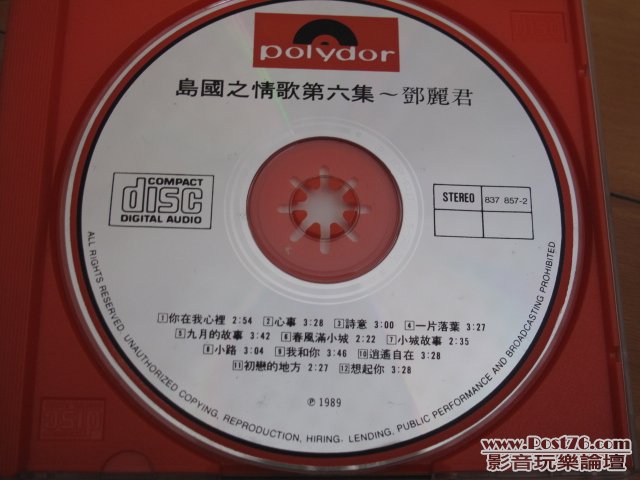 polydor
島國之情歌第六集～鄧麗君
COMPACT
disc
DIGITAL AUDIO
STEREO 837 857-2
1 你在我心裡 2:54 2 心事 3:28 3 詩意 3:00 4 一片落葉 3:27
5 九月的故事 3:42 6 春風滿小城 2:22 7 小城故事 2:35
8 小路 3:04 9 我和你 3:46 10 逍遙自在 3:28
11 初戀的地方 2:27 12 想起你 3:28
℗ 1989
ALL RIGHTS RESERVED. UNAUTHORIZED COPYING, REPRODUCTION, HIRING, LENDING, PUBLIC PERFORMANCE AND BROADCASTING PROHIBITED
www.Post76.com
影音玩樂論壇